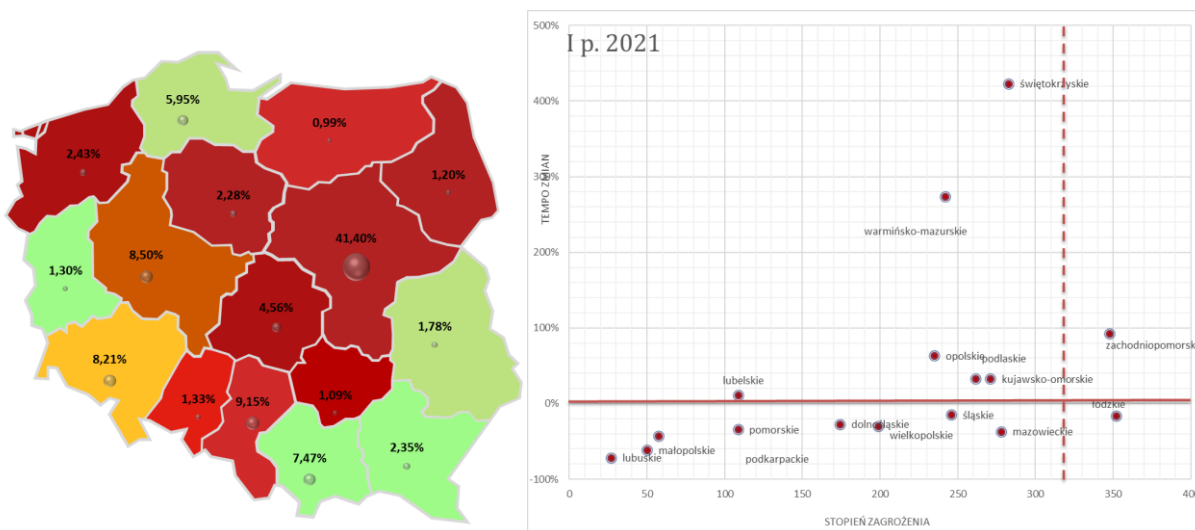 5,95%
0,99%
2,43%
1,20%
2,28%
41,40%
8,50%
1,30%
4,56%
1,78%
8,21%
1,33%
9,15%
1,09%
2,35%
7,47%
I p. 2021
500%
400%
300%
200%
100%
0%
-100%
TEMPO ZMIAN
świętokrzyskie
warmińsko-mazurskie
zachodniopomorsk
opolskie
podlaskie
kujawsko-omorskie
lubelskie
łódzkie
śląskie
pomorskie
dolnośląskie
wielkopolskie
mazowieckie
małopolskie
lubuskie
podkarpackie
0
50
100
150
200
250
300
350
400
STOPIEŃ ZAGROŻENIA